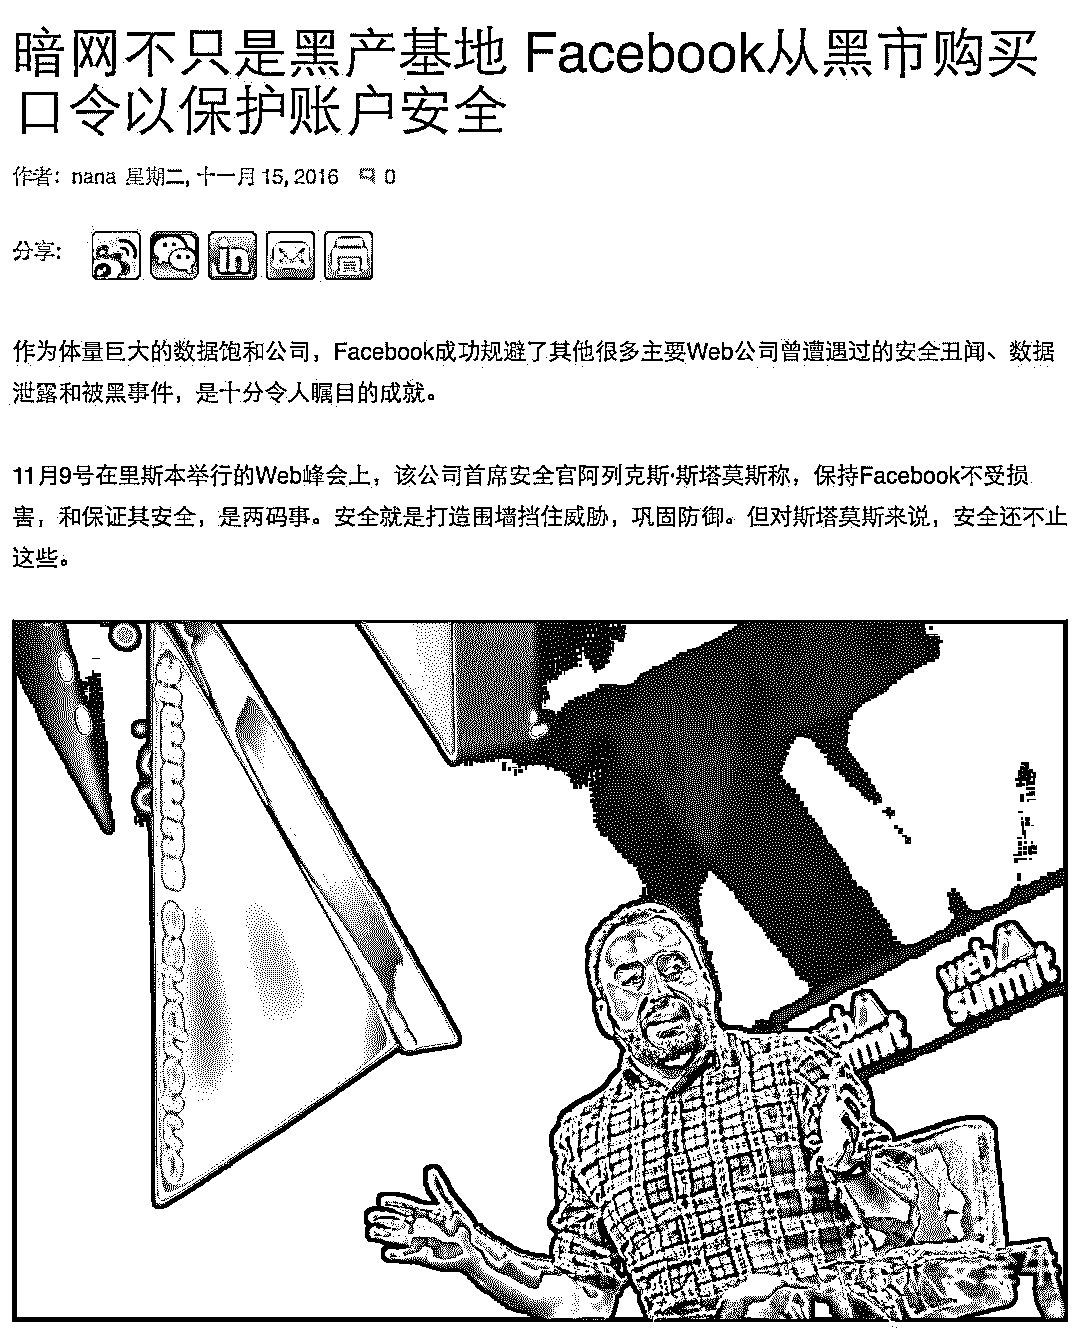 暗网不只是黑产基地 Facebook从黑市购买
口令以保护账户安全
作者: nana 星期二, 十一月 15, 2016 0
分享:
in
作为体量巨大的数据饱和公司，Facebook成功规避了其他很多主要Web公司曾遭遇过的安全丑闻、数据
泄露和被黑事件，是十分令人瞩目的成就。
11月9号在里斯本举行的Web峰会上，该公司首席安全官阿列克斯·斯塔莫斯称，保持Facebook不受损
害，和保证其安全，是两码事。安全就是打造围墙挡住威胁，巩固防御。但对斯塔莫斯来说，安全还不止
这些。
web
summit
eb
mmit